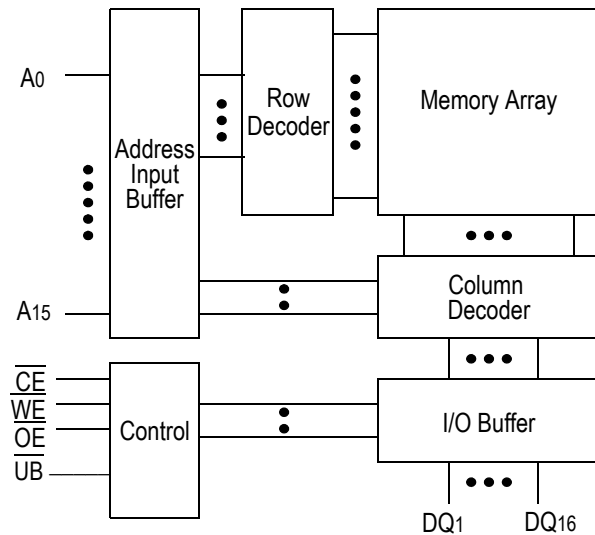 A0
A15
Address
Input
Buffer
Row
Decoder
Memory Array
Column
Decoder
CE
WE
OE
UB
Control
I/O Buffer
DQ1
DQ16